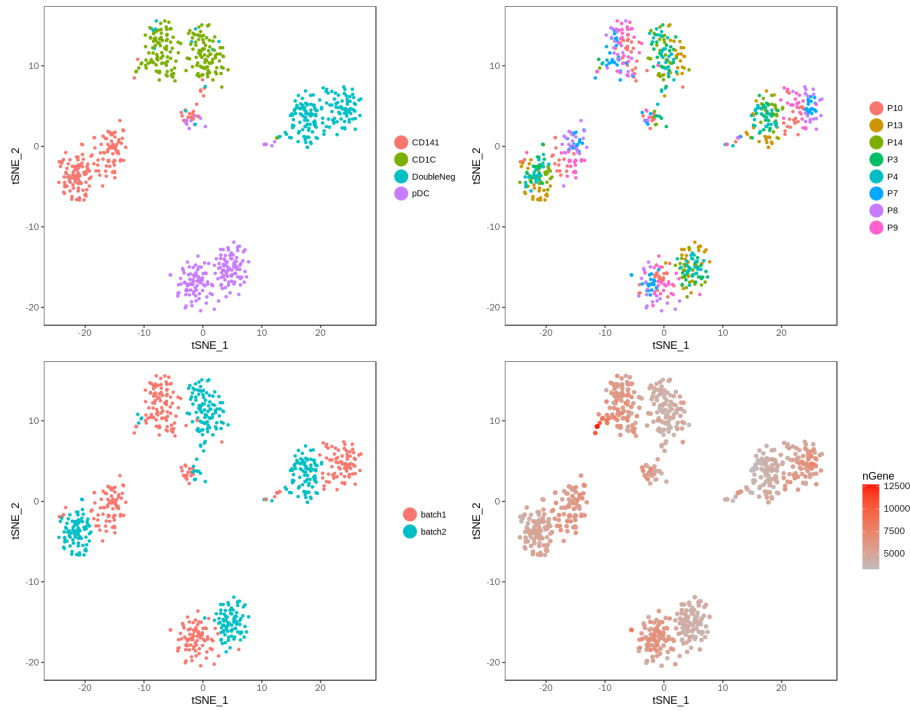 10
0
-10
-20
tSNE_2
-20
-10
0
10
20
tSNE_1
CD141
CD1C
DoubleNeg
pDC
10
0
-10
-20
tSNE_2
-20
-10
0
10
20
tSNE_1
P10
P13
P14
P3
P4
P7
P8
P9
10
0
-10
-20
tSNE_2
-20
-10
0
10
20
tSNE_1
batch1
batch2
10
0
-10
-20
tSNE_2
-20
-10
0
10
20
tSNE_1
nGene
12500
10000
7500
5000